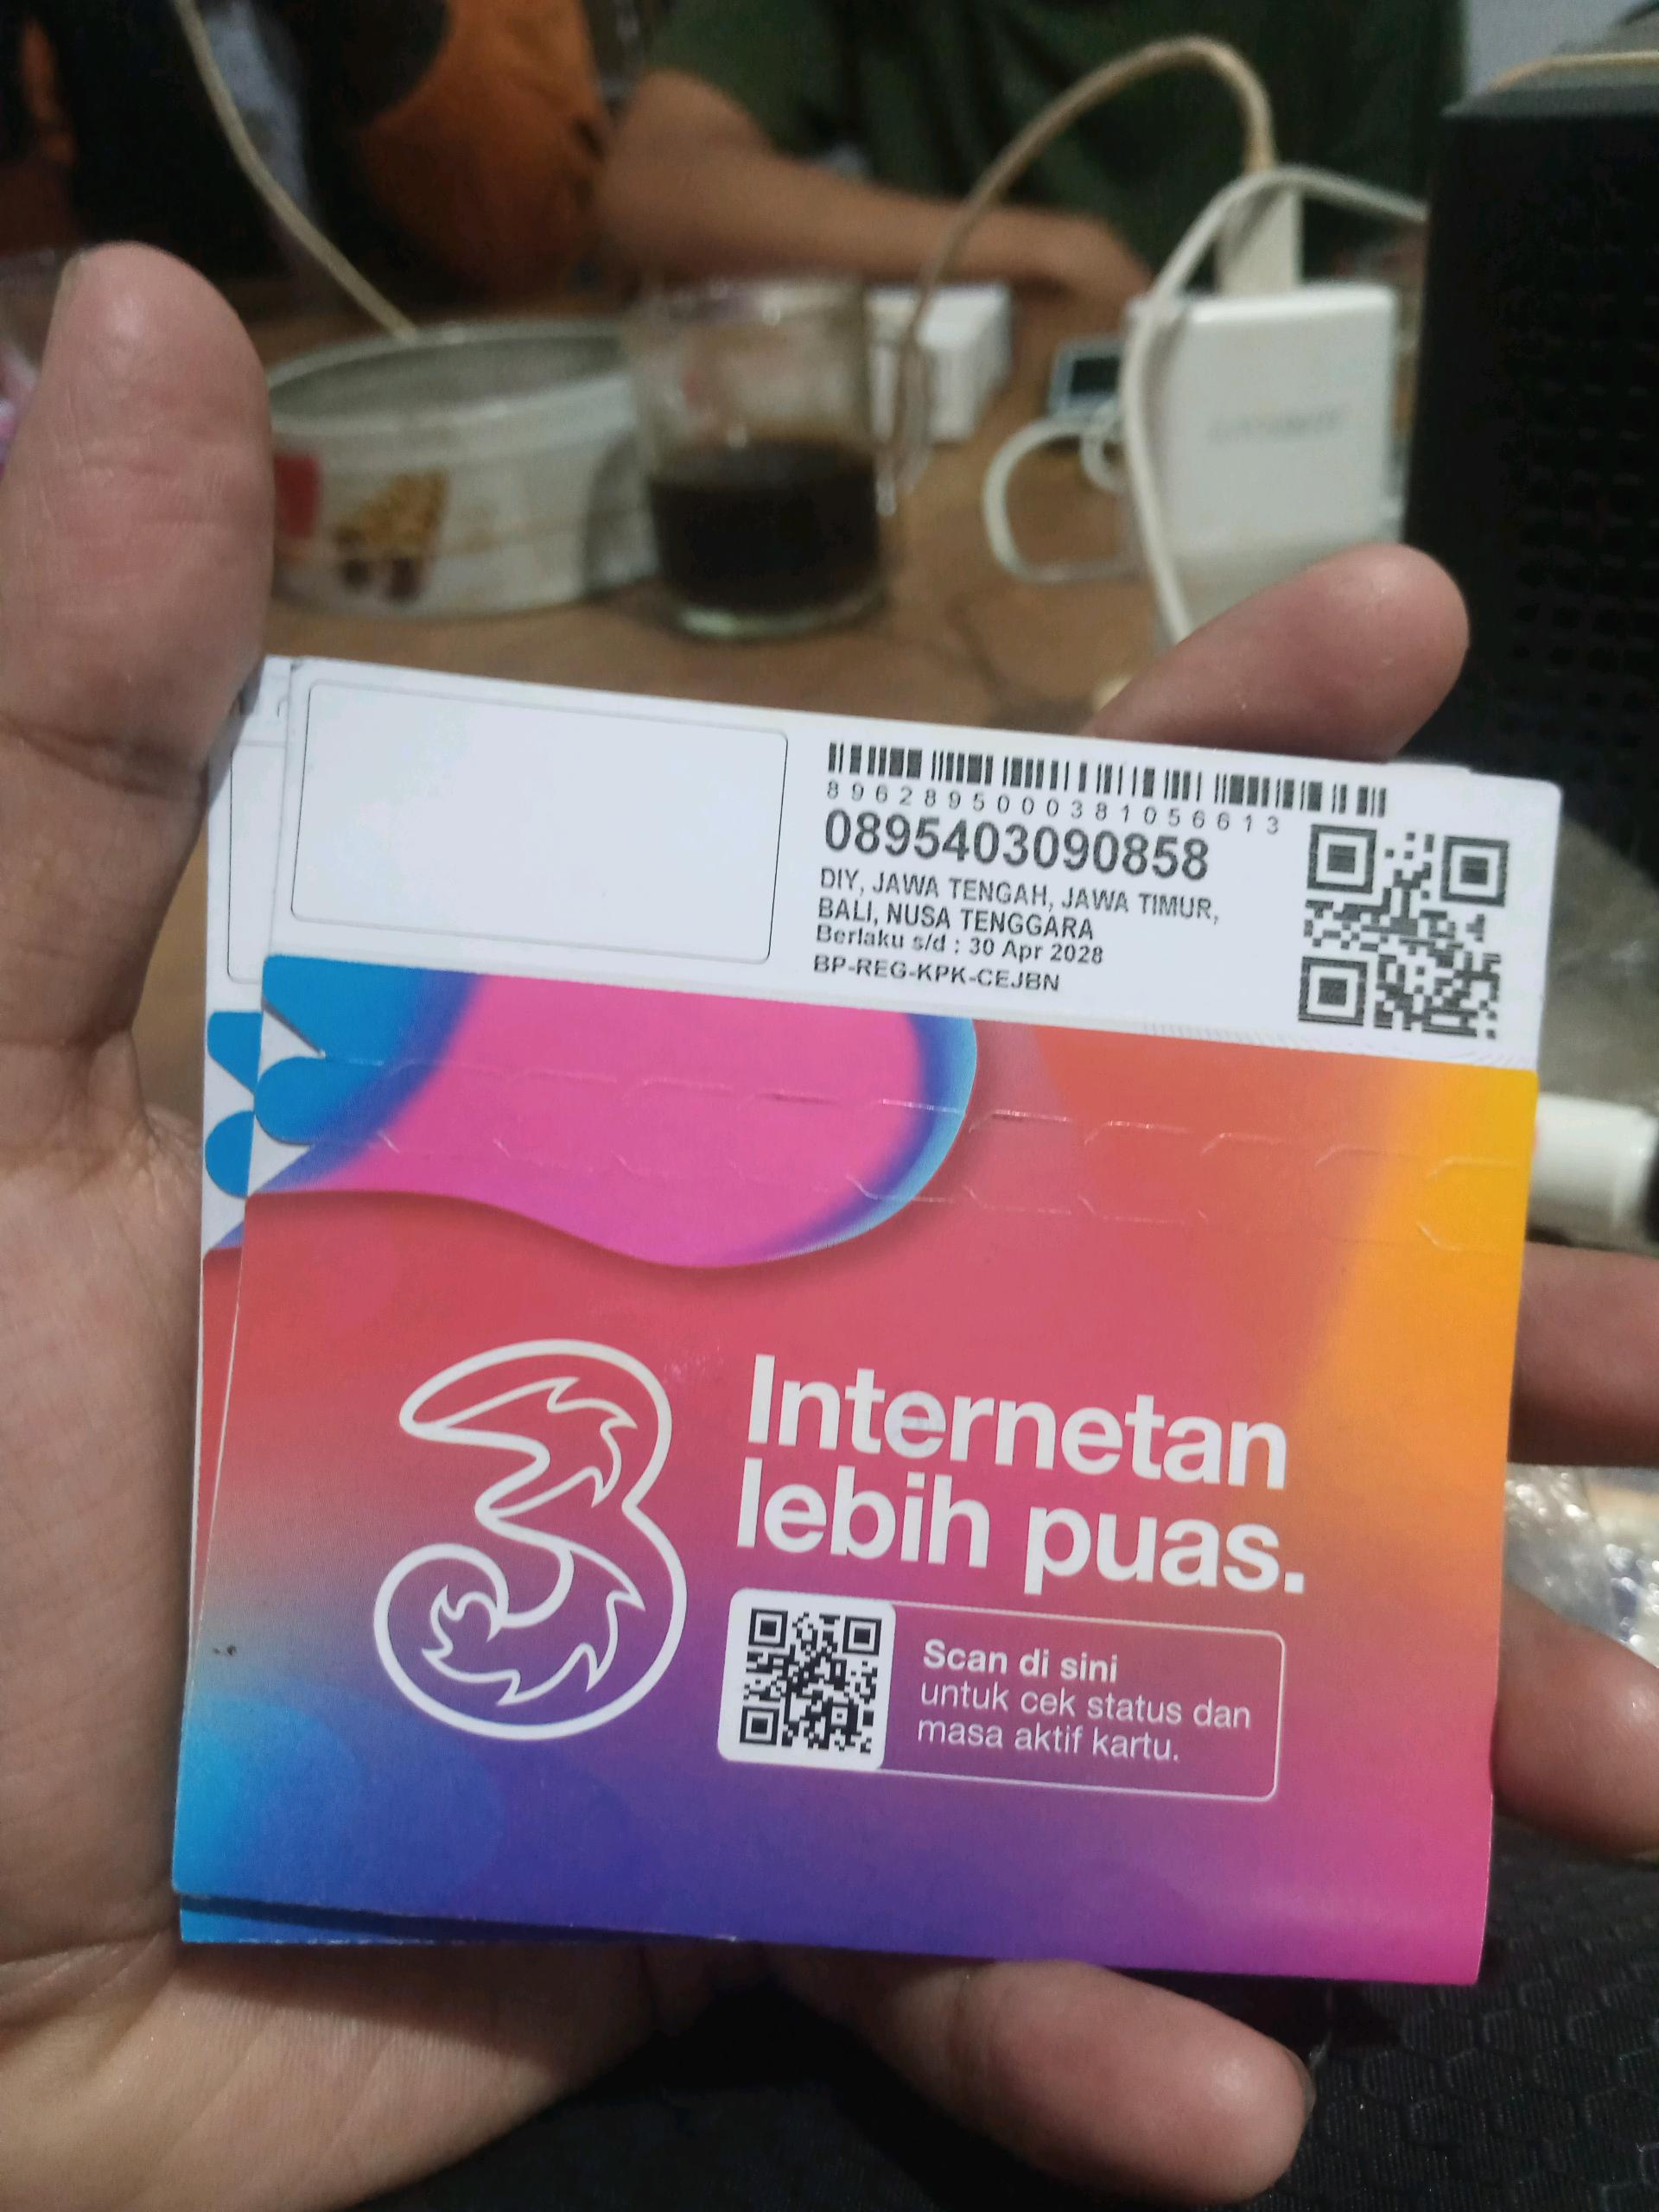 8962895000381056613
0895403090858
DIY, JAWA TENGAH, JAWA TIMUR,
BALI, NUSA TENGGARA
Berlaku s/d : 30 Apr 2028
BP-REG-KPK-CEJBN
3
Internetan
lebih puas.
Scan di sini
untuk cek status dan
masa aktif kartu.